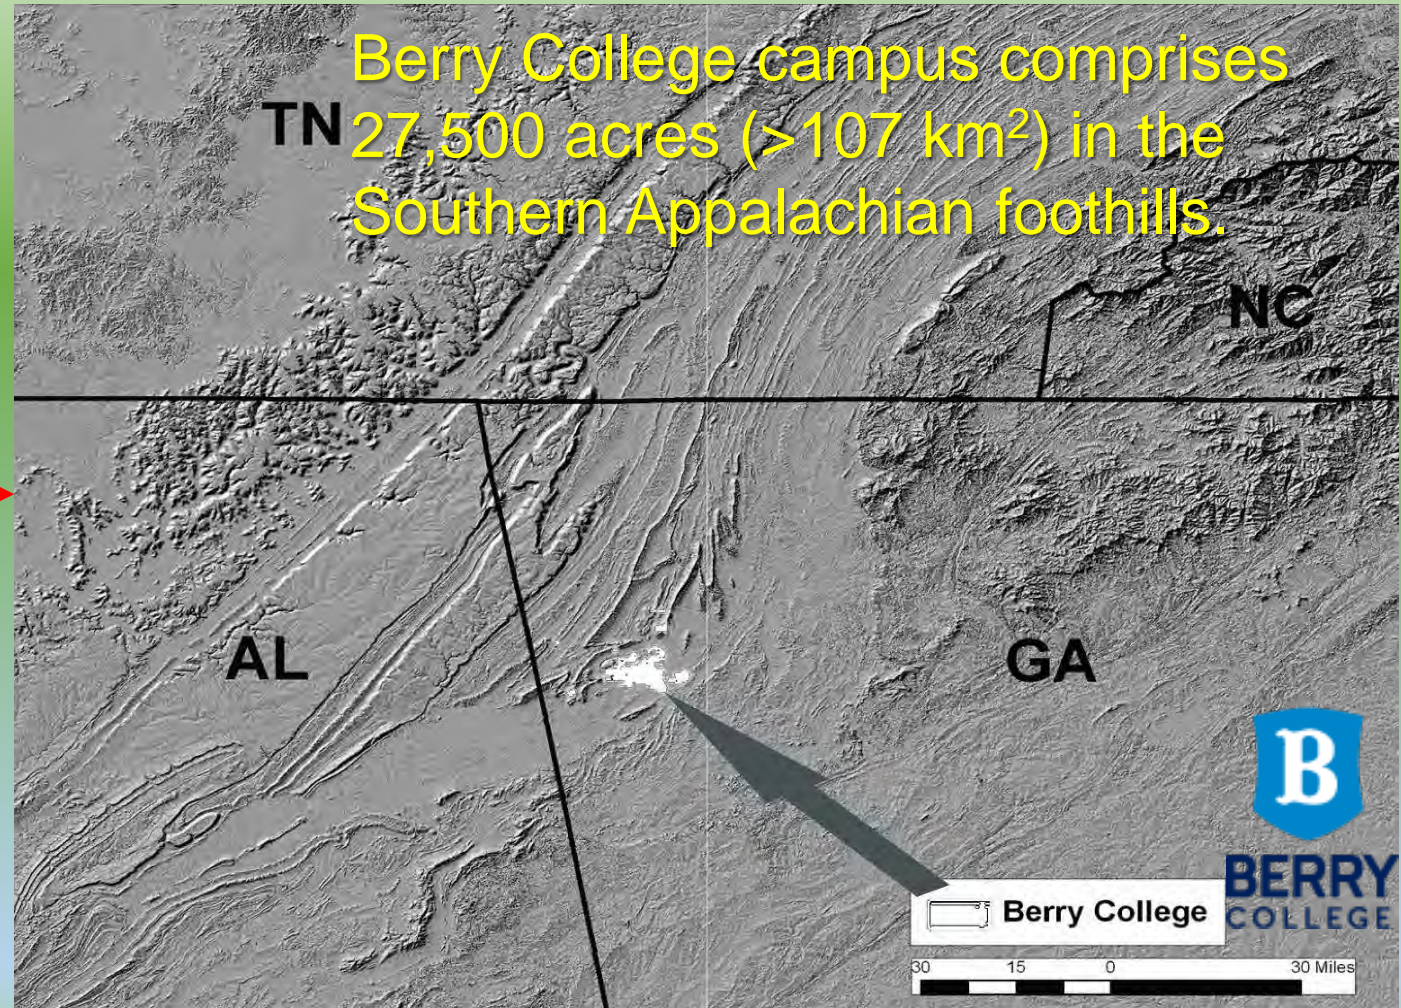 Berry College campus comprises
27,500 acres (>107 km²) in the
Southern Appalachian foothills.
TN
NC
AL
GA
B
BERRY
COLLEGE
Berry College
30 15 0 30 Miles